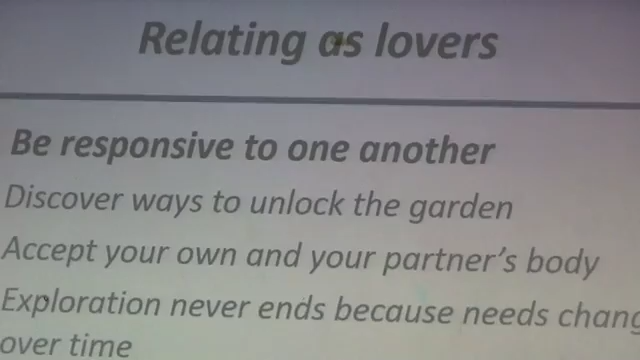 Relating as lovers
Be responsive to one another
Discover ways to unlock the garden
Accept your own and your partner's body
Exploration never ends because needs chang
over time